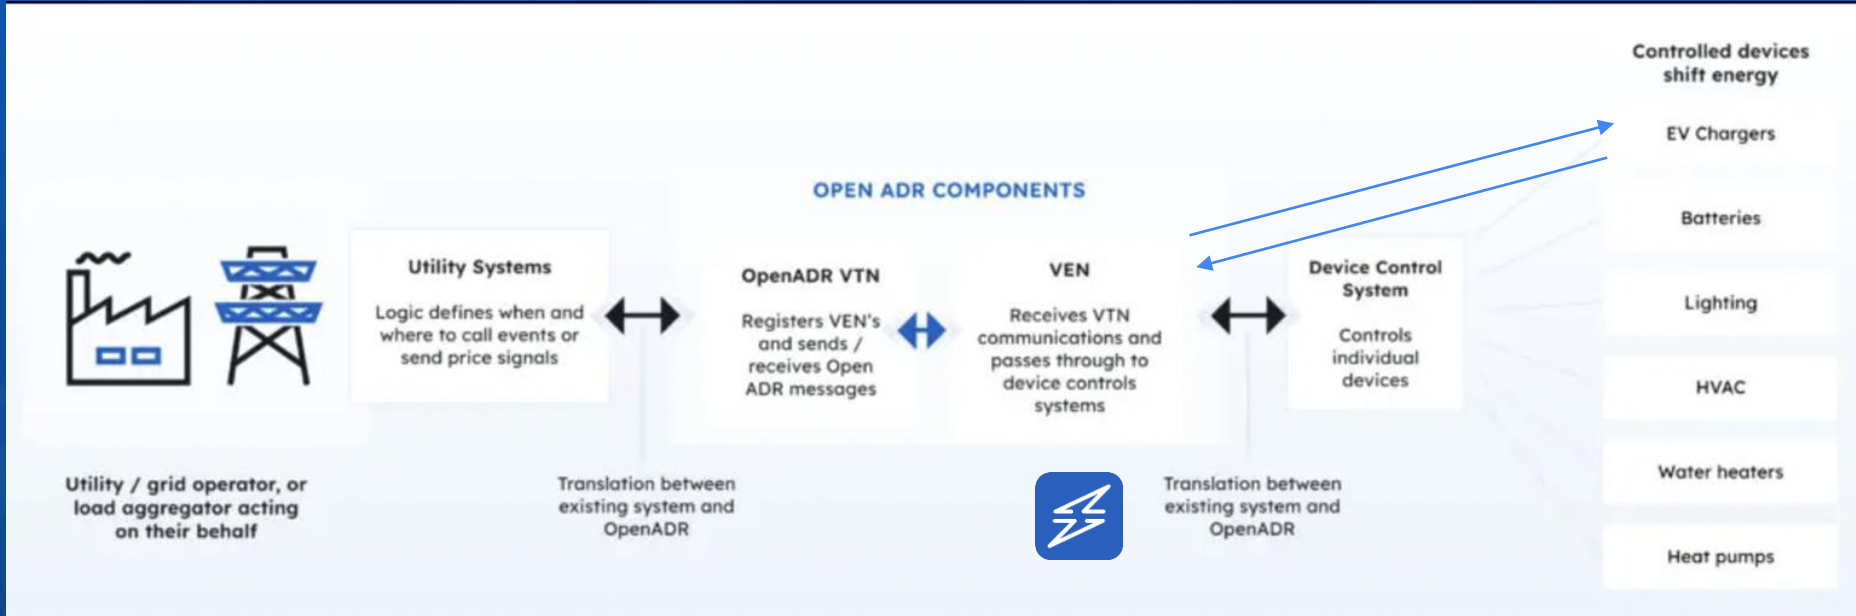 Controlled devices
shift energy
EV Chargers
Batteries
Lighting
HVAC
Water heaters
Heat pumps
OPEN ADR COMPONENTS
Utility Systems
Logic defines when and
where to call events or
send price signals
OpenADR VTN
Registers VEN's
and sends /
receives Open
ADR messages
VEN
Receives VTN
communications and
passes through to
device controls
systems
Device Control
System
Controls
individual
devices
Utility / grid operator, or
load aggregator acting
on their behalf
Translation between
existing system and
OpenADR
Translation between
existing system and
OpenADR